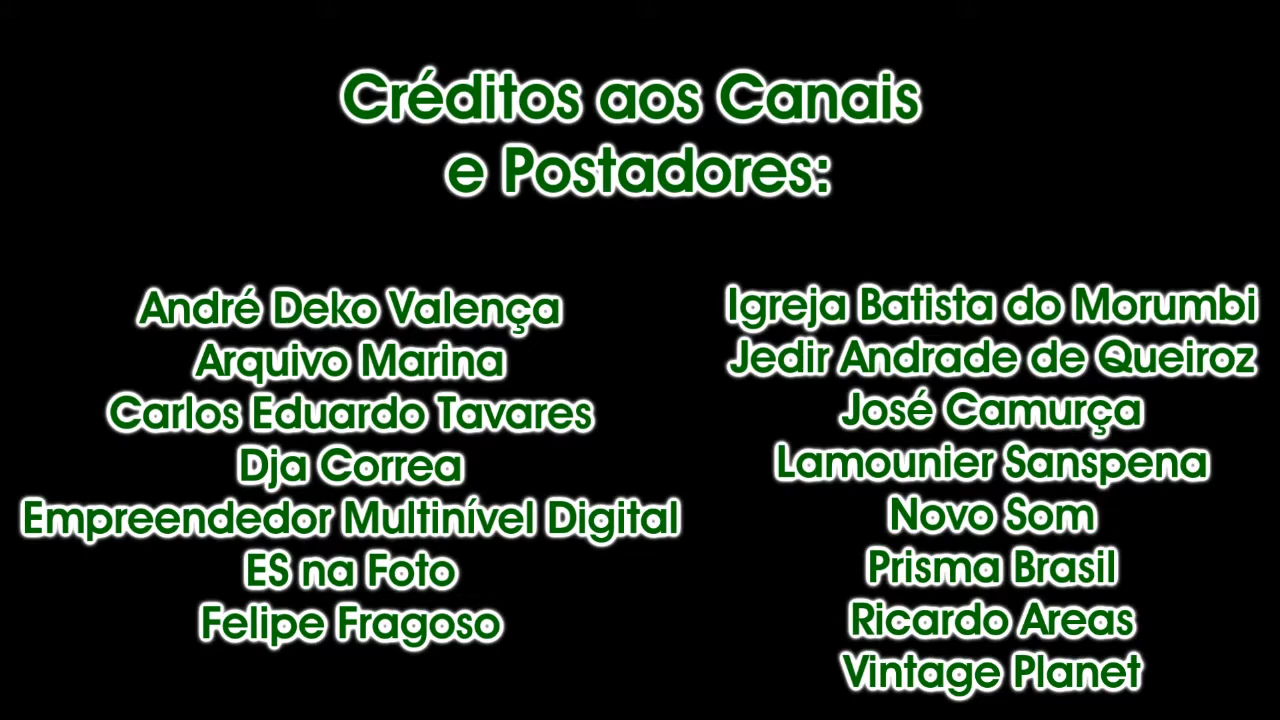 Créditos aos Canais
e Postadores:
André Deko Valença
Arquivo Marina
Carlos Eduardo Tavares
Dja Correa
Empreendedor Multinível Digital
ES na Foto
Felipe Fragoso
Igreja Batista do Morumbi
Jedir Andrade de Queiroz
José Camurça
Lamounier Sanspena
Novo Som
Prisma Brasil
Ricardo Areas
Vintage Planet